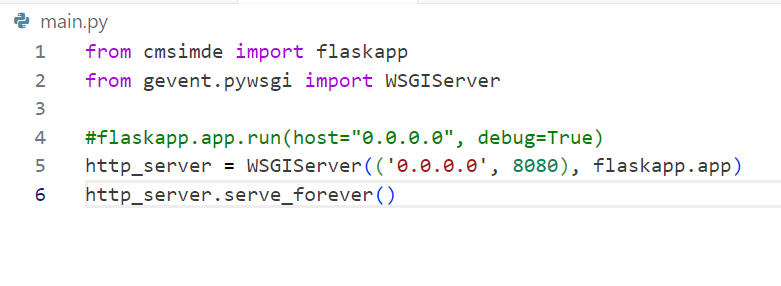 main.py
1 from cmsimde import flaskapp
2 from gevent.pywsgi import WSGIServer
3
4 #flaskapp.app.run(host="0.0.0.0", debug=True)
5 http_server = WSGIServer(('0.0.0.0', 8080), flaskapp.app)
6 http_server.serve_forever()